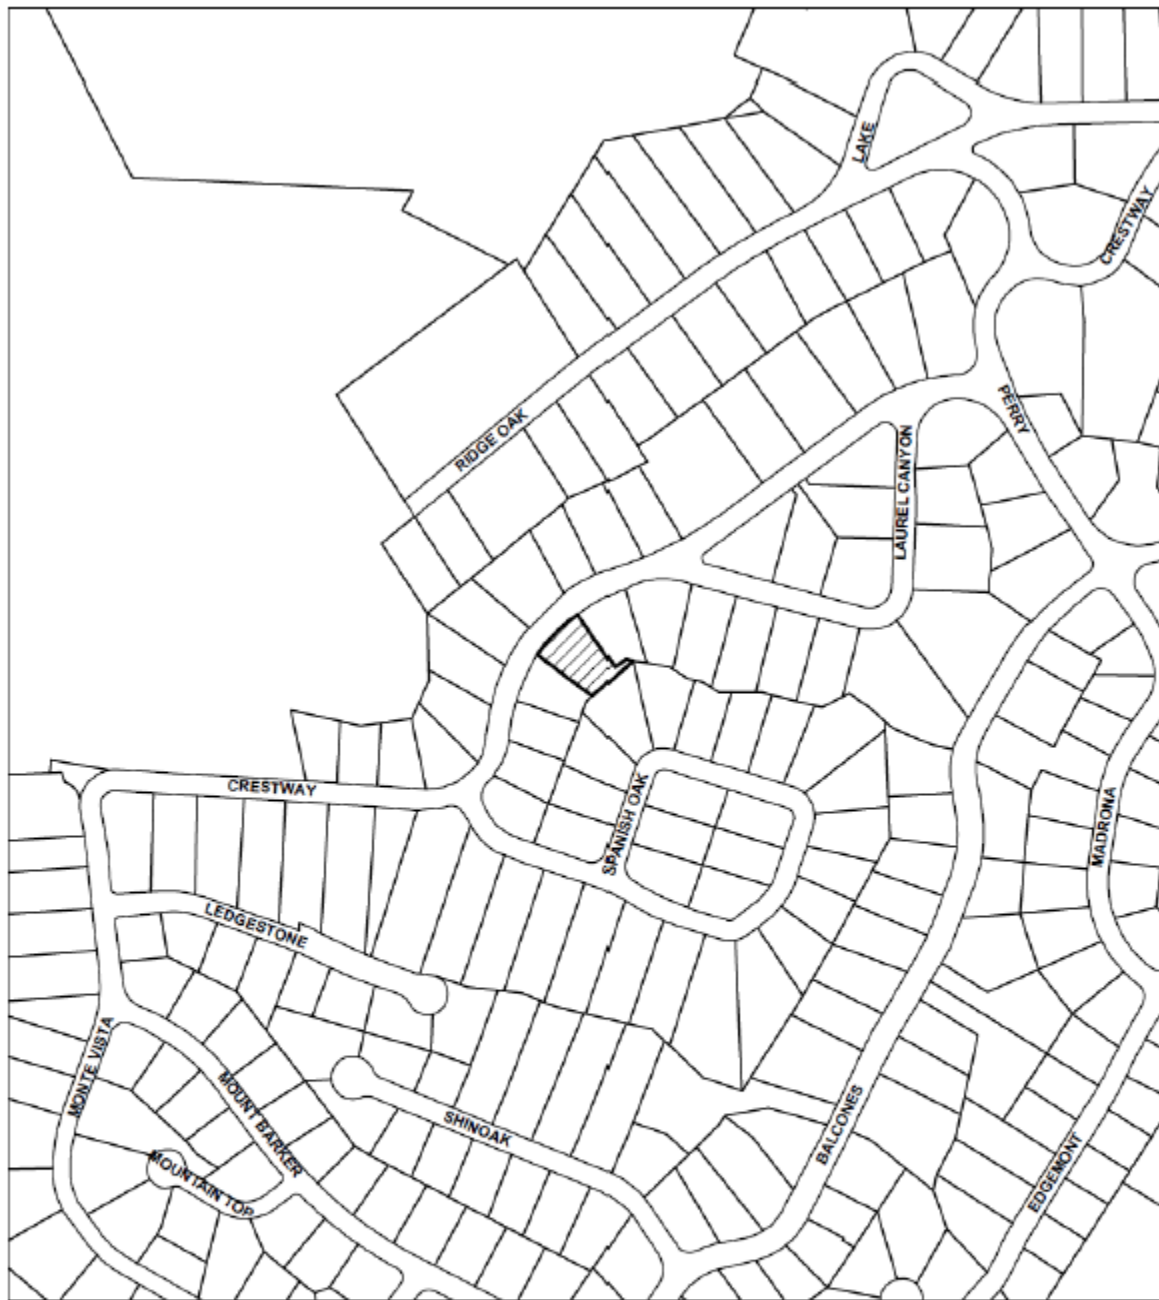 LAKE
CRESTWAY
PERRY
RIDGE OAK
LAUREL CANYON
CRESTWAY
SPANISH OAK
MADRONA
LEDGESTONE
MONTE VISTA
MOUNT BARKER
SHINOAK
BALCONES
EDGEMONT
MOUNTAIN TOP